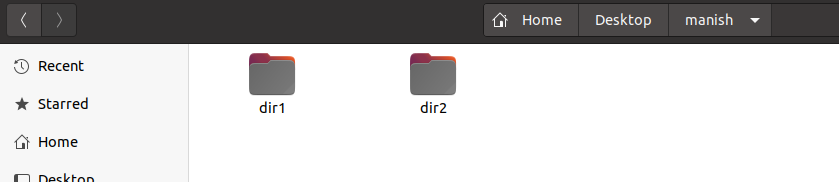 Home Desktop manish
Recent
Starred
Home
Desktop
dir1 dir2